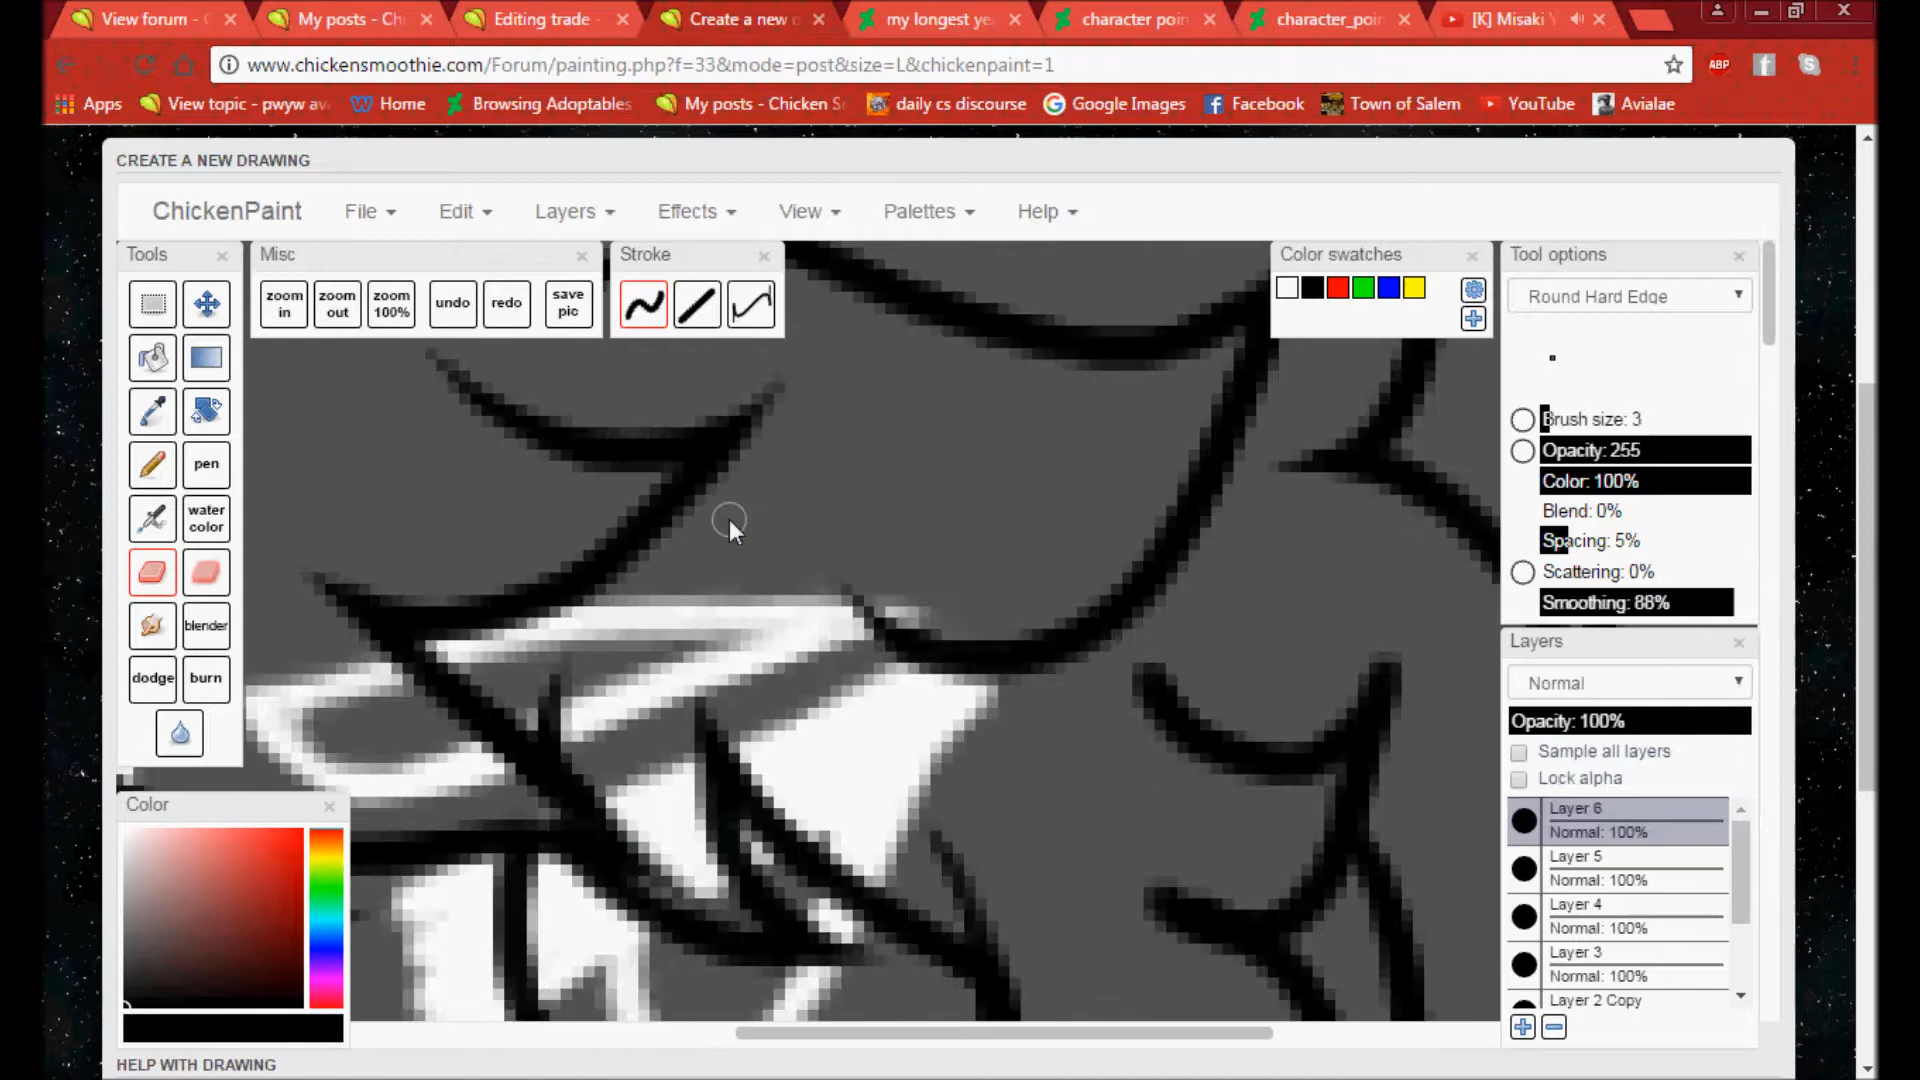 View forum - C
My posts - Chi
Editing trade
Create a new
my longest ye
character poin
character_poin
[K] Misaki Y
www.chickensmoothie.com/Forum/painting.php?f=33&mode=post&size=L&chickenpaint=1
ABP
Apps View topic - pwyw ava Home Browsing Adoptables My posts - Chicken S daily cs discourse Google Images Facebook Town of Salem YouTube Avialae
CREATE A NEW DRAWING
ChickenPaint File Edit Layers Effects View Palettes Help
Tools
Misc
Stroke
Color swatches
Tool options
zoom in
zoom out
zoom 100%
undo
redo
save pic
Round Hard Edge
pen
water color
blender
dodge
burn
Brush size: 3
Opacity: 255
Color: 100%
Blend: 0%
Spacing: 5%
Scattering: 0%
Smoothing: 88%
Layers
Normal
Opacity: 100%
Sample all layers
Lock alpha
Layer 6
Normal: 100%
Layer 5
Normal: 100%
Layer 4
Normal: 100%
Layer 3
Normal: 100%
Layer 2 Copy
Color
HELP WITH DRAWING